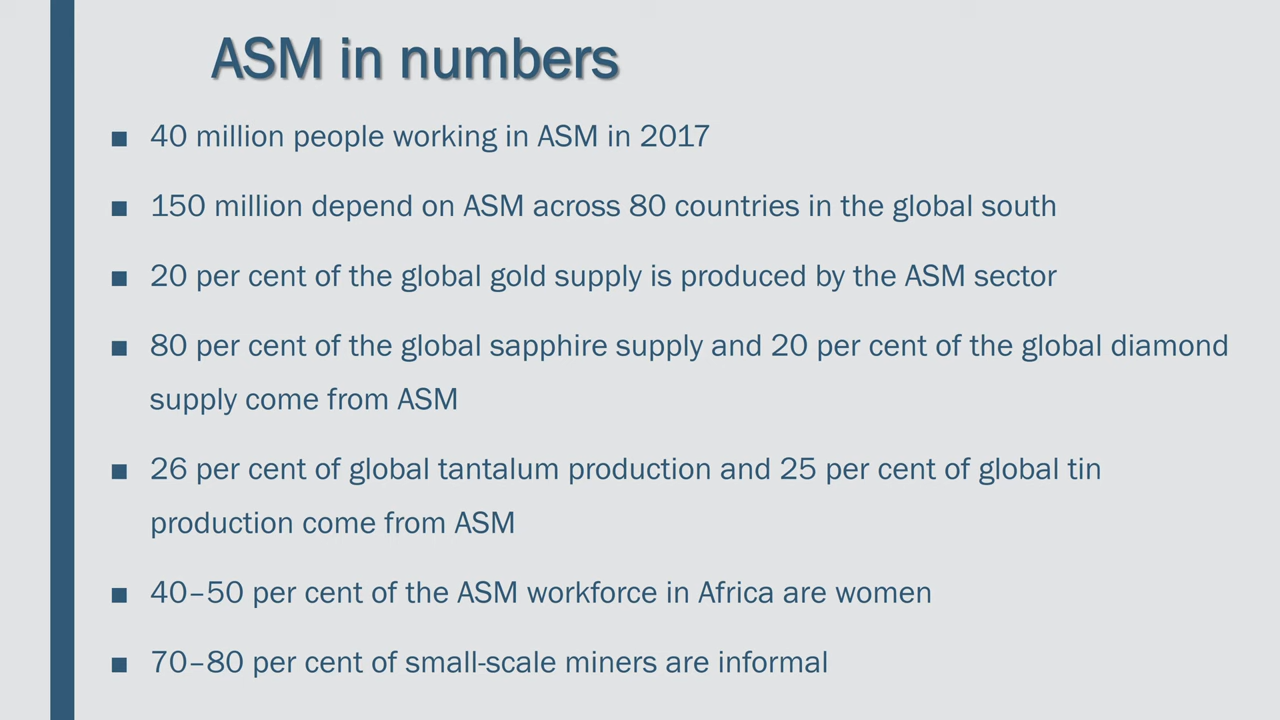 ASM in numbers
■ 40 million people working in ASM in 2017
■ 150 million depend on ASM across 80 countries in the global south
■ 20 per cent of the global gold supply is produced by the ASM sector
■ 80 per cent of the global sapphire supply and 20 per cent of the global diamond
supply come from ASM
■ 26 per cent of global tantalum production and 25 per cent of global tin
production come from ASM
■ 40–50 per cent of the ASM workforce in Africa are women
■ 70–80 per cent of small-scale miners are informal